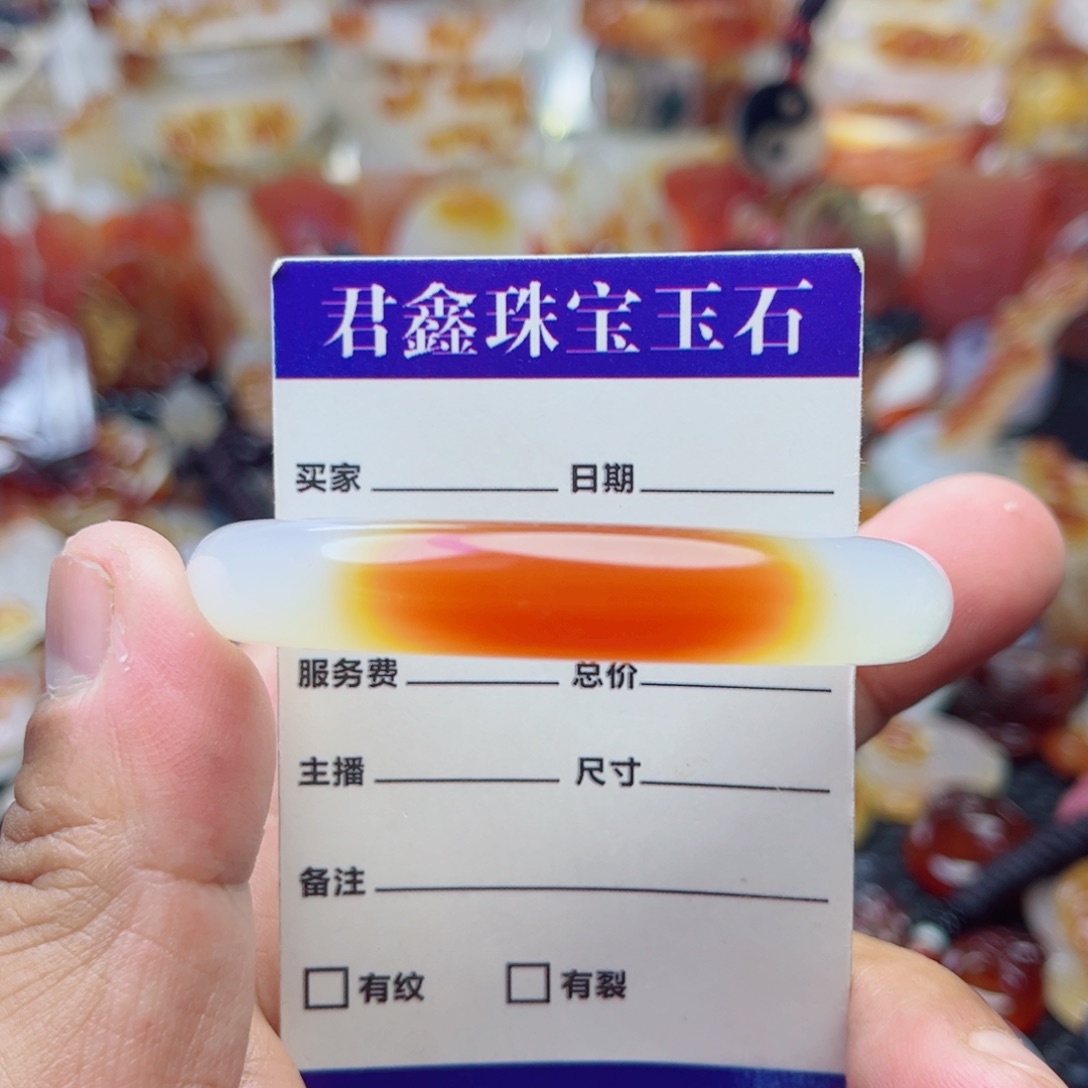 君鑫珠宝玉石
买家 日期
服务费 总价
主播 尺寸
备注
有纹 有裂